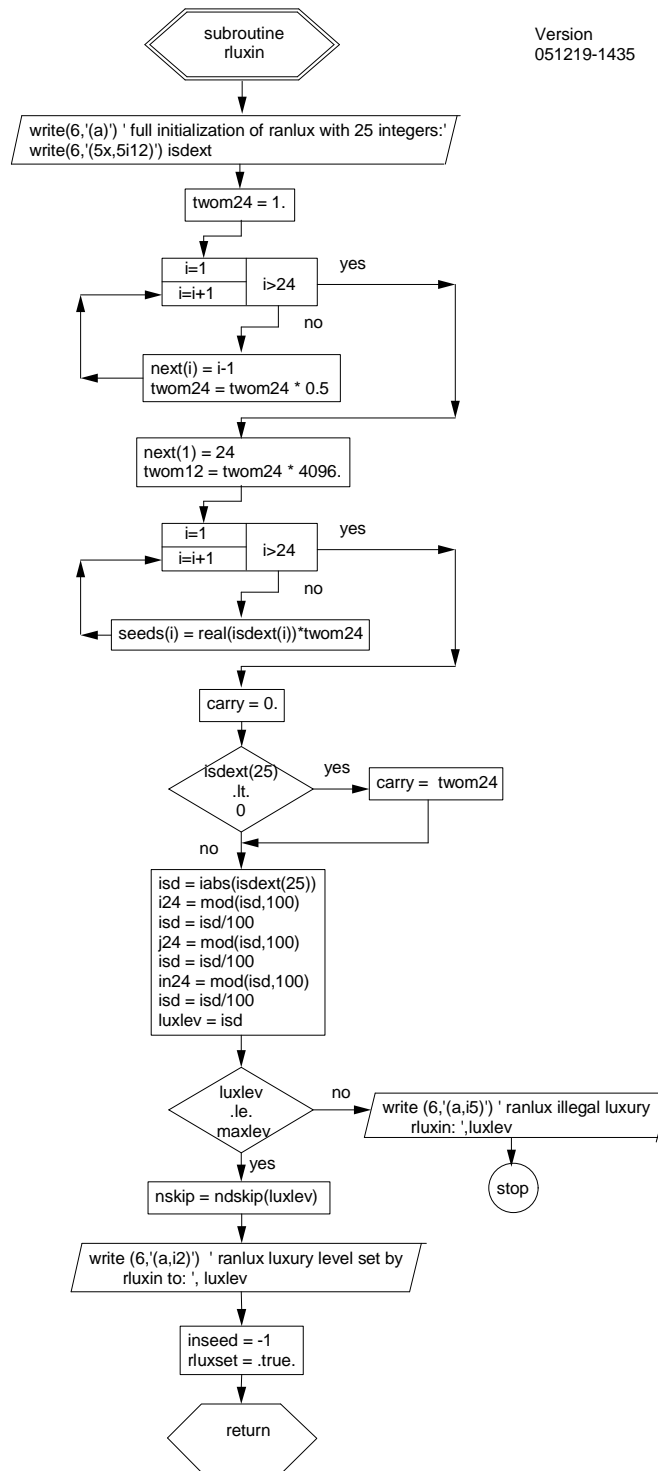 subroutine
rluxin
Version
051219-1435
write(6,'(a)') ' full initialization of ranlux with 25 integers:'
write(6,'(5x,5i12)') isdext
twom24 = 1.
i=1
i=i+1
i>24
yes
no
next(i) = i-1
twom24 = twom24 * 0.5
next(1) = 24
twom12 = twom24 * 4096.
i=1
i=i+1
i>24
yes
no
seeds(i) = real(isdext(i))*twom24
carry = 0.
isdext(25)
.lt.
0
yes
carry = twom24
no
isd = iabs(isdext(25))
i24 = mod(isd,100)
isd = isd/100
j24 = mod(isd,100)
isd = isd/100
in24 = mod(isd,100)
isd = isd/100
luxlev = isd
luxlev
.le.
maxlev
no
write (6,'(a,i5)') ' ranlux illegal luxury
rluxin: ',luxlev
yes
stop
nskip = ndskip(luxlev)
write (6,'(a,i2)') ' ranlux luxury level set by
rluxin to: ', luxlev
inseed = -1
rluxset = .true.
return